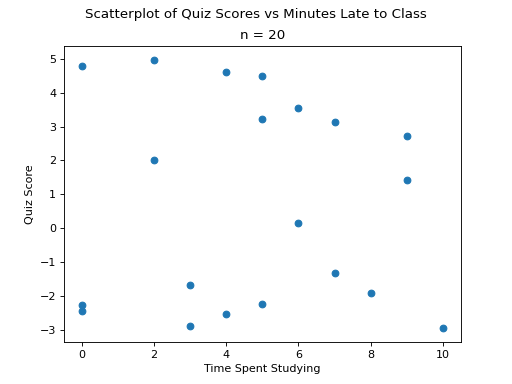 Scatterplot of Quiz Scores vs Minutes Late to Class
n = 20
5
4
3
2
1
0
−1
−2
−3
Quiz Score
0 2 4 6 8 10
Time Spent Studying